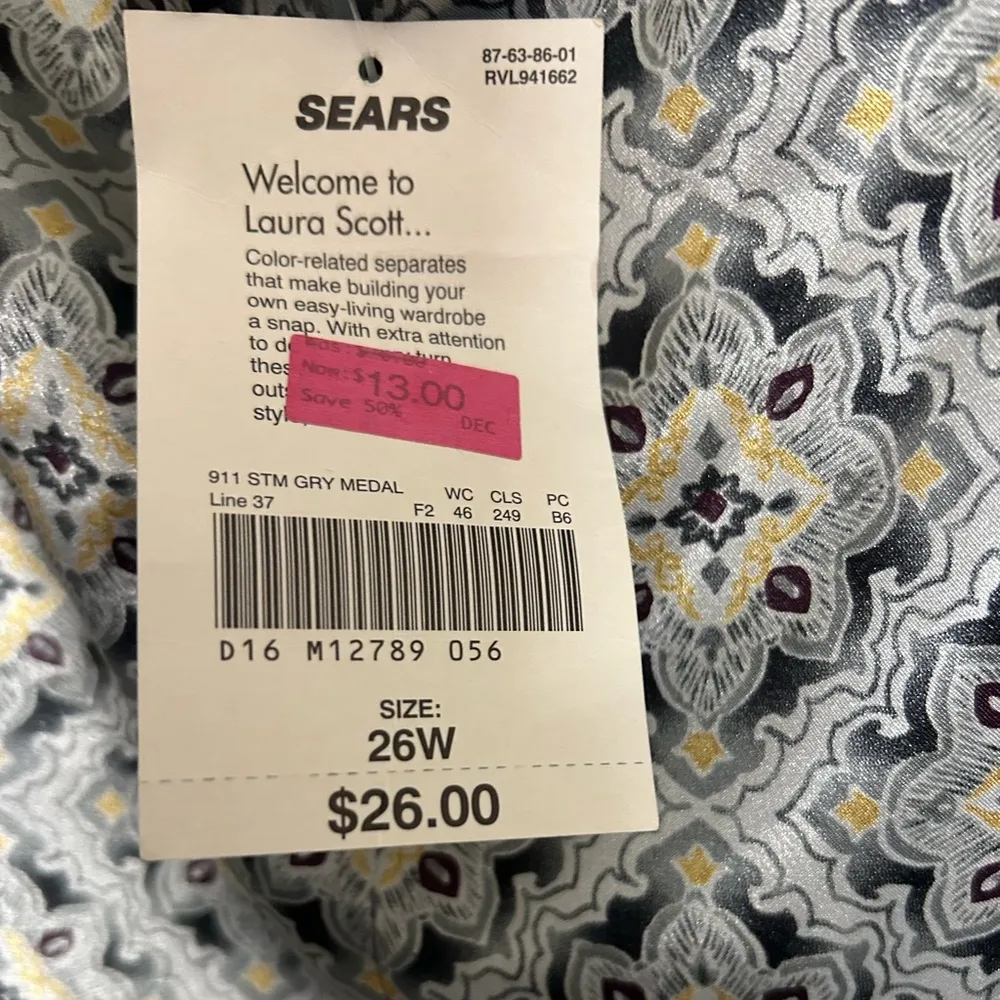 87-63-86-01
RVL941662
SEARS
Welcome to
Laura Scott...
Color-related separates
that make building your
own easy-living wardrobe
a snap. With extra attention
to
Now:$13.00
Save 50%
DEC
911 STM GRY MEDAL
Line 37
WC CLS PC
F2 46 249 B6
D16 M12789 056
SIZE:
26W
$26.00